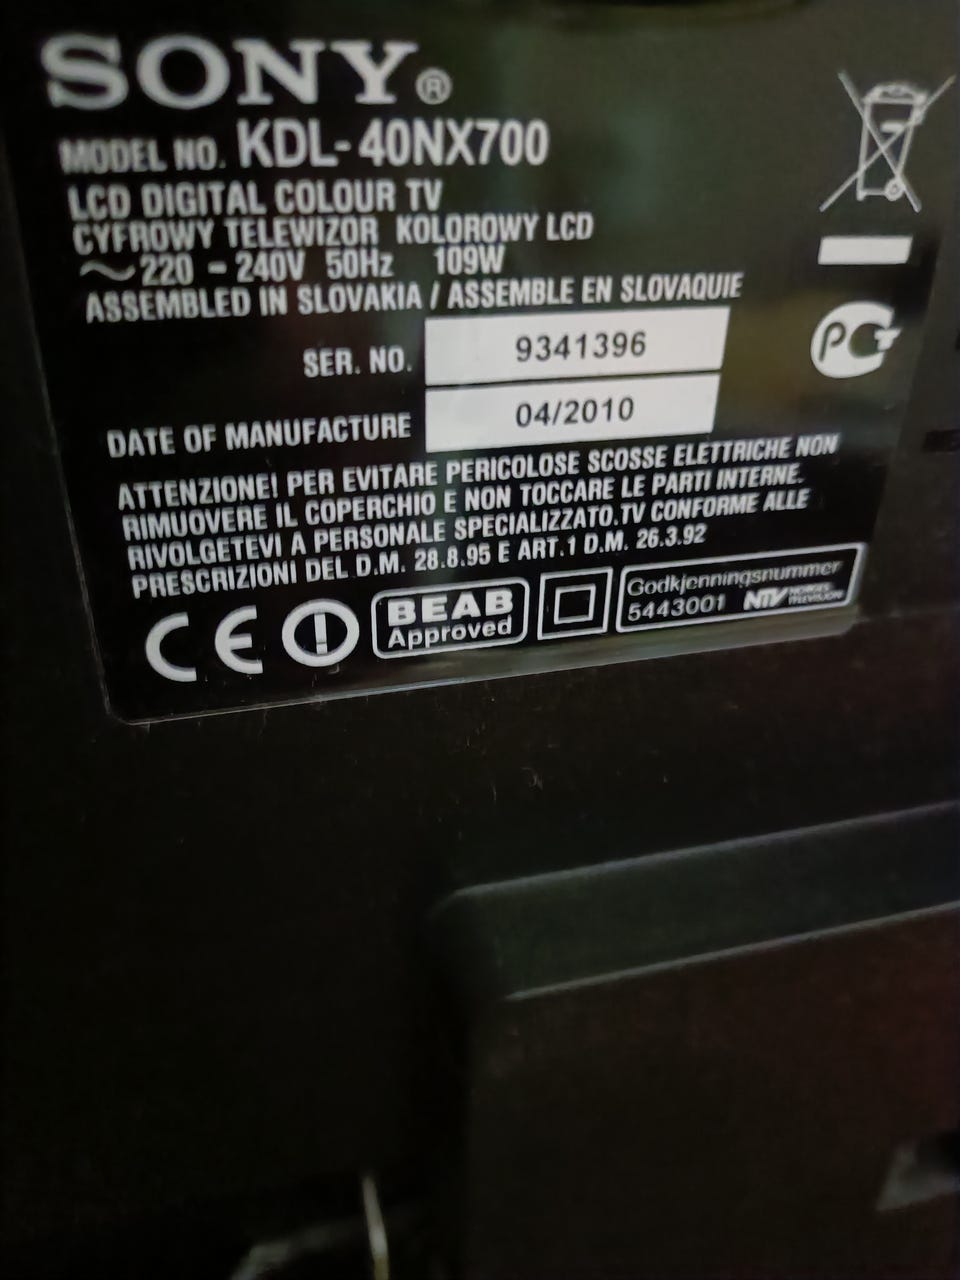 SONY®
MODEL NO. KDL-40NX700
LCD DIGITAL COLOUR TV
CYFROWY TELEWIZOR KOLOROWY LCD
~ 220 - 240V 50Hz 109W
ASSEMBLED IN SLOVAKIA / ASSEMBLE EN SLOVAQUIE
SER. NO. 9341396
DATE OF MANUFACTURE 04/2010
ATTENZIONE! PER EVITARE PERICOLOSE SCOSSE ELETTRICHE NON
RIMUOVERE IL COPERCHIO E NON TOCCARE LE PARTI INTERNE.
RIVOLGETEVI A PERSONALE SPECIALIZZATO.TV CONFORME ALLE
PRESCRIZIONI DEL D.M. 28.8.95 E ART.1 D.M. 26.3.92
CE
BEAB
Approved
Godkjenningsnummer
5443001 NTV NORGES
TELEVISION
PCT